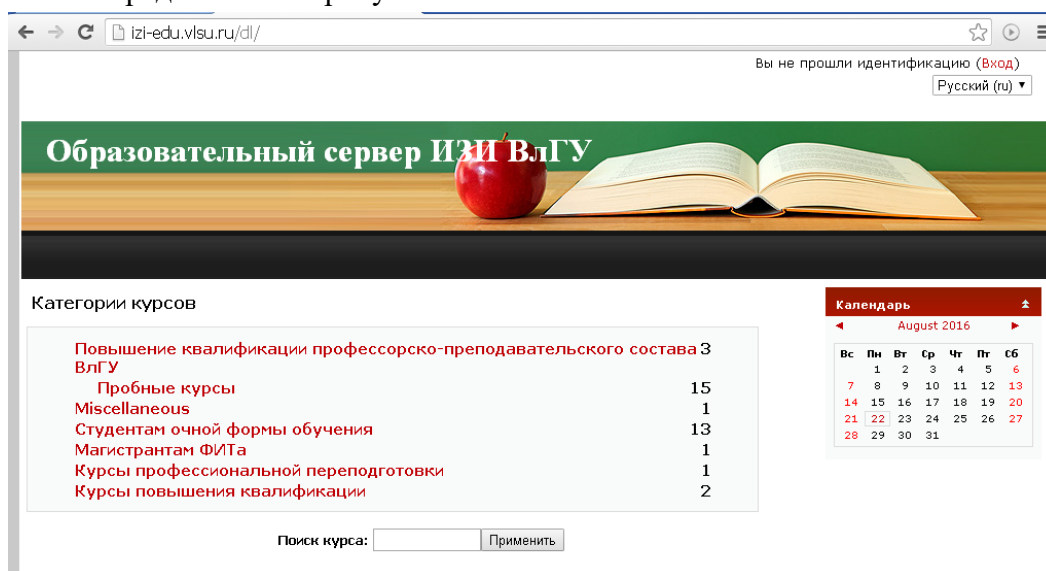 izi-edu.vlsu.ru/dl/
Вы не прошли идентификацию (Вход)
Русский (ru)
Образовательный сервер ИЗИ ВлГУ
Категории курсов
Повышение квалификации профессорско-преподавательского состава 3
ВлГУ
Пробные курсы 15
Miscellaneous 1
Студентам очной формы обучения 13
Магистрантам ФИТа 1
Курсы профессиональной переподготовки 1
Курсы повышения квалификации 2
Поиск курса: Применить
Календарь
◄ August 2016 ►
Вс Пн Вт Ср Чт Пт Сб
1 2 3 4 5 6
7 8 9 10 11 12 13
14 15 16 17 18 19 20
21 22 23 24 25 26 27
28 29 30 31